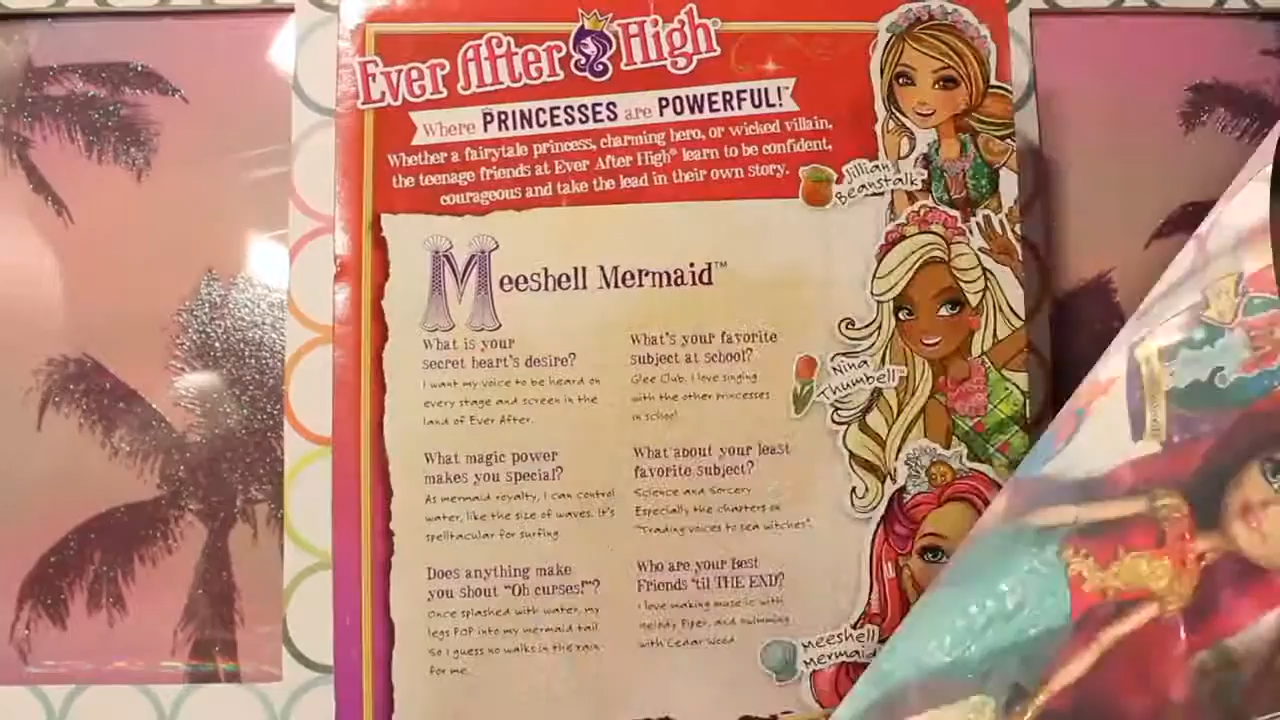 Ever After High®
Where PRINCESSES are POWERFUL!™
Whether a fairytale princess, charming hero, or wicked villain,
the teenage friends at Ever After High® learn to be confident,
courageous and take the lead in their own story.
Jillian
Beanstalk™
Meeshell Mermaid™
What is your
secret heart's desire?
I want my voice to be heard on
every stage and screen in the
land of Ever After.
What magic power
makes you special?
As mermaid royalty, I can control
water, like the size of waves. It's
spelltacular for surfing.
Does anything make
you shout "Oh curses!"?
Once splashed with water, my
legs POP into my mermaid tail.
So I guess no walks in the rain
for me.
What's your favorite
subject at school?
Glee Club. I love singing
with the other princesses
in school.
What about your least
favorite subject?
Science and Sorcery
Especially the chapters on
"Trading voices to sea witches".
Who are your Best
Friends 'til THE END?
I love making muse-ic with
Melody Piper, and swimming
with Cedar Wood.
Nina
Thumbell™
Meeshell
Mermaid